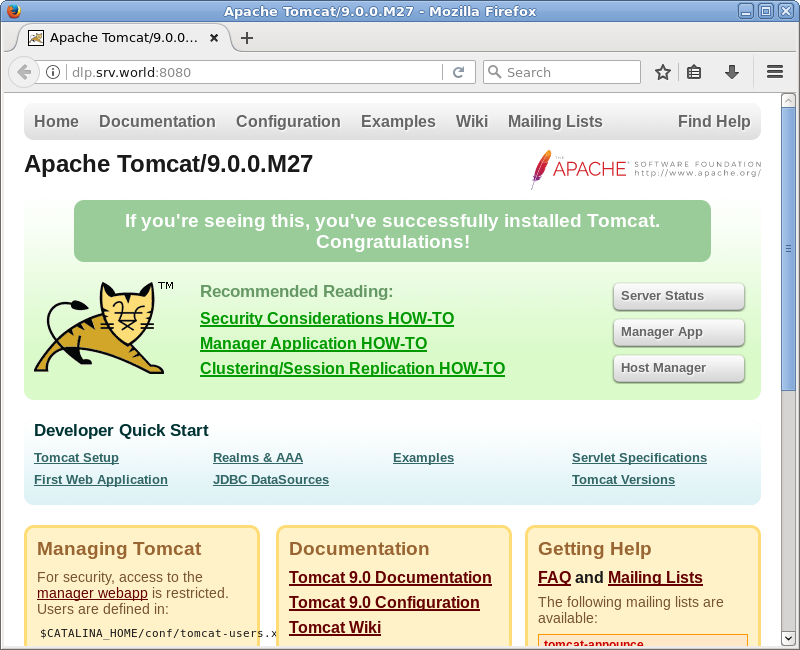 Apache Tomcat/9.0.0.M27 - Mozilla Firefox
Apache Tomcat/9.0.0....
dlp.srv.world:8080
Search
Home Documentation Configuration Examples Wiki Mailing Lists Find Help
Apache Tomcat/9.0.0.M27
THE APACHE SOFTWARE FOUNDATION
http://www.apache.org/
If you're seeing this, you've successfully installed Tomcat.
Congratulations!
TM
Recommended Reading:
Security Considerations HOW-TO
Manager Application HOW-TO
Clustering/Session Replication HOW-TO
Server Status
Manager App
Host Manager
Developer Quick Start
Tomcat Setup Realms & AAA Examples Servlet Specifications
First Web Application JDBC DataSources Tomcat Versions
Managing Tomcat
For security, access to the
manager webapp is restricted.
Users are defined in:
$CATALINA_HOME/conf/tomcat-users.x
Documentation
Tomcat 9.0 Documentation
Tomcat 9.0 Configuration
Tomcat Wiki
Getting Help
FAQ and Mailing Lists
The following mailing lists are
available:
tomcat-announce